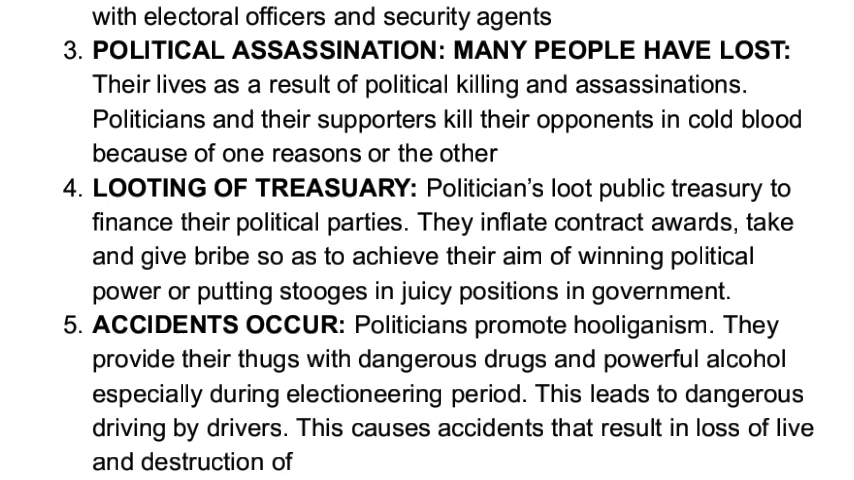 with electoral officers and security agents
3. POLITICAL ASSASSINATION: MANY PEOPLE HAVE LOST:
Their lives as a result of political killing and assassinations.
Politicians and their supporters kill their opponents in cold blood
because of one reasons or the other
4. LOOTING OF TREASUARY: Politician’s loot public treasury to
finance their political parties. They inflate contract awards, take
and give bribe so as to achieve their aim of winning political
power or putting stooges in juicy positions in government.
5. ACCIDENTS OCCUR: Politicians promote hooliganism. They
provide their thugs with dangerous drugs and powerful alcohol
especially during electioneering period. This leads to dangerous
driving by drivers. This causes accidents that result in loss of live
and destruction of